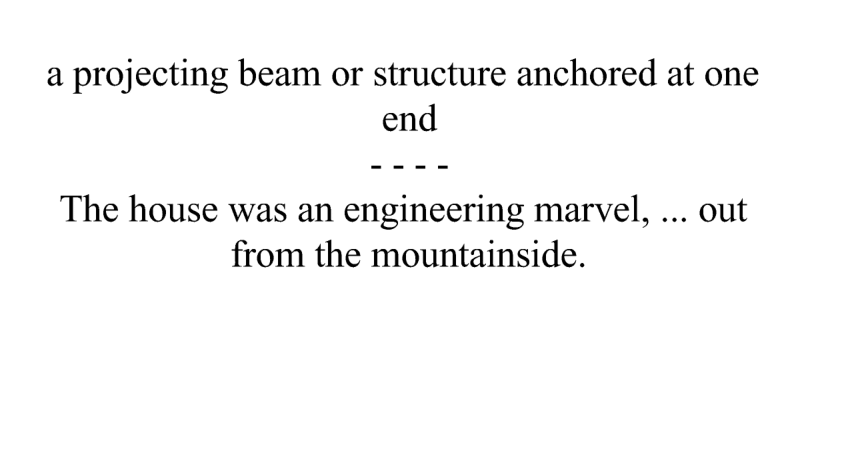 a projecting beam or structure anchored at one
end
- - - -
The house was an engineering marvel, ... out
from the mountainside.